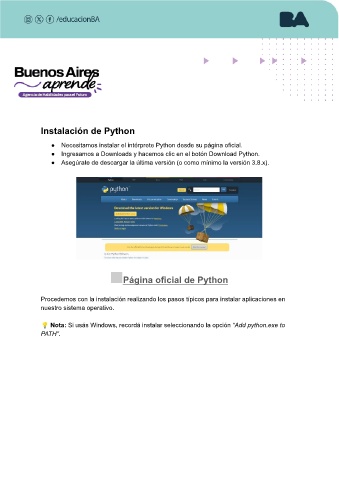 /educacionBA
BA
Buenos Aires
aprende
Agencia de Habilidades para el Futuro
Instalación de Python
● Necesitamos instalar el intérprete Python desde su página oficial.
● Ingresamos a Downloads y hacemos clic en el botón Download Python.
● Asegúrate de descargar la última versión (o como mínimo la versión 3.8.x).
python
Download the latest version for Windows
Página oficial de Python
Procedemos con la instalación realizando los pasos típicos para instalar aplicaciones en
nuestro sistema operativo.
💡 Nota: Si usás Windows, recordá instalar seleccionando la opción "Add python.exe to
PATH".